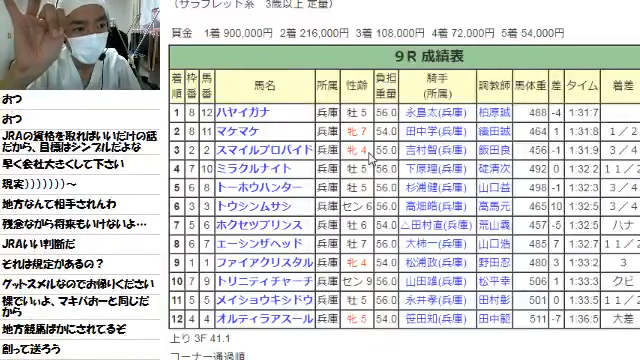 (サラブレッド系 3歳以上 定量)
賞金 1着 900,000円 2着 216,000円 3着 108,000円 4着 72,000円 5着 54,000円
9R 成績表
着順 枠番 馬番 馬名 所属 性齢 負担重量 騎手(所属) 調教師 馬体重 差 タイム 着差
1 8 12 ハヤイガナ 兵庫 牡 5 56.0 永島太(兵庫) 柏原誠 488 -4 1:31.7
2 8 11 マケマケ 兵庫 牝 7 54.0 田中学(兵庫) 織田誠 464 1 1:31.8 1/2
3 2 2 スマイルプロバイド 兵庫 牝 4 55.0 吉村智(兵庫) 飯田良 456 -1 1:31.9 3/4
4 7 10 ミラクルナイト 兵庫 牡 5 56.0 下原理(兵庫) 碇清次 492 0 1:32.2 1 1/2
5 8 6 トーホウハンター 兵庫 牡 5 56.0 杉浦健(兵庫) 山口益 498 -1 1:32.3 3/4
6 3 3 トウシンムサシ 兵庫 セン 6 56.0 高畑皓(兵庫) 高馬元 465 10 1:32.5 3/4
7 5 6 ホクセツプリンス 兵庫 牡 6 54.0 △田村直(兵庫) 荒山義 457 -5 1:32.5 ハナ
8 6 7 エーシンザヘッド 兵庫 牡 7 56.0 大柿一(兵庫) 山口浩 485 7 1:32.7 1 1/2
9 1 1 ファイアクリスタル 兵庫 牝 4 54.0 松浦政(兵庫) 野田忍 480 3 1:33.2 3
10 7 9 トリニティチャーチ 兵庫 セン 9 56.0 山田雄(兵庫) 松平幸 506 1 1:33.3 クビ
11 5 5 メイショウキシドウ 兵庫 牡 5 56.0 永井孝(兵庫) 田村彰 501 0 1:33.5 1 1/
12 4 4 オルティラアスール 兵庫 牝 5 54.0 笹田知(兵庫) 田中範 511 -7 1:36.5 大差
上り 3F 41.1
コーナー通過順
おつ
おつ
JRAの資格を取ればいいだけの話
だから、目標はシンプルだよな
早く会社大きくして下さい
現実)))))))~
地方なんて相手されんわ
残念ながら将来もいけないよ…
JRAいい判断だ
それは規定があるの?
グットスメルなのでお帰りください
裸でいいよ、マキバオーと同じだ
から
地方競馬ばかにされてるぞ
創って送ろう